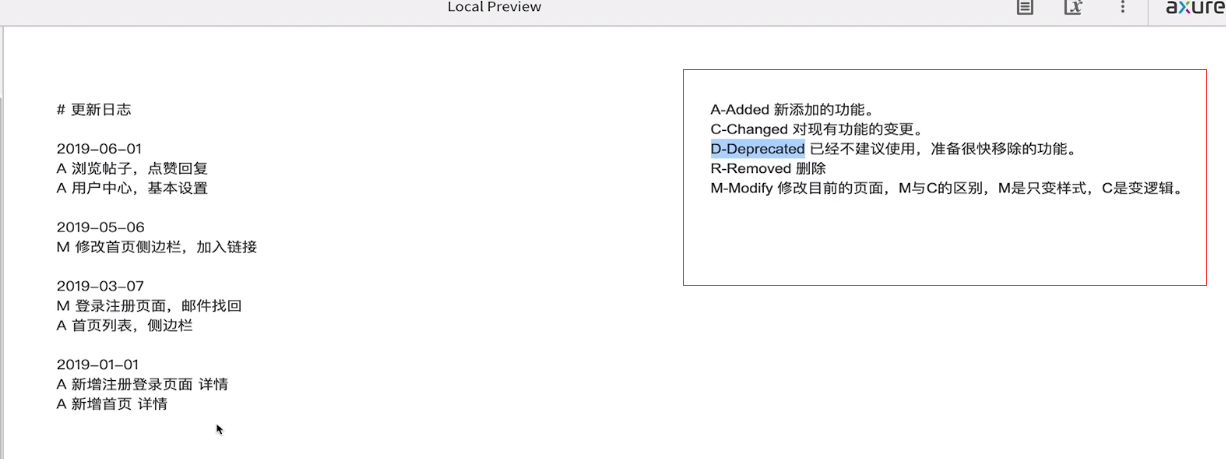 Local Preview
axure
# 更新日志
2019-06-01
A 浏览帖子，点赞回复
A 用户中心，基本设置
2019-05-06
M 修改首页侧边栏，加入链接
2019-03-07
M 登录注册页面，邮件找回
A 首页列表，侧边栏
2019-01-01
A 新增注册登录页面 详情
A 新增首页 详情
A-Added 新添加的功能。
C-Changed 对现有功能的变更。
D-Deprecated 已经不建议使用，准备很快移除的功能。
R-Removed 删除
M-Modify 修改目前的页面，M与C的区别，M是只变样式，C是变逻辑。